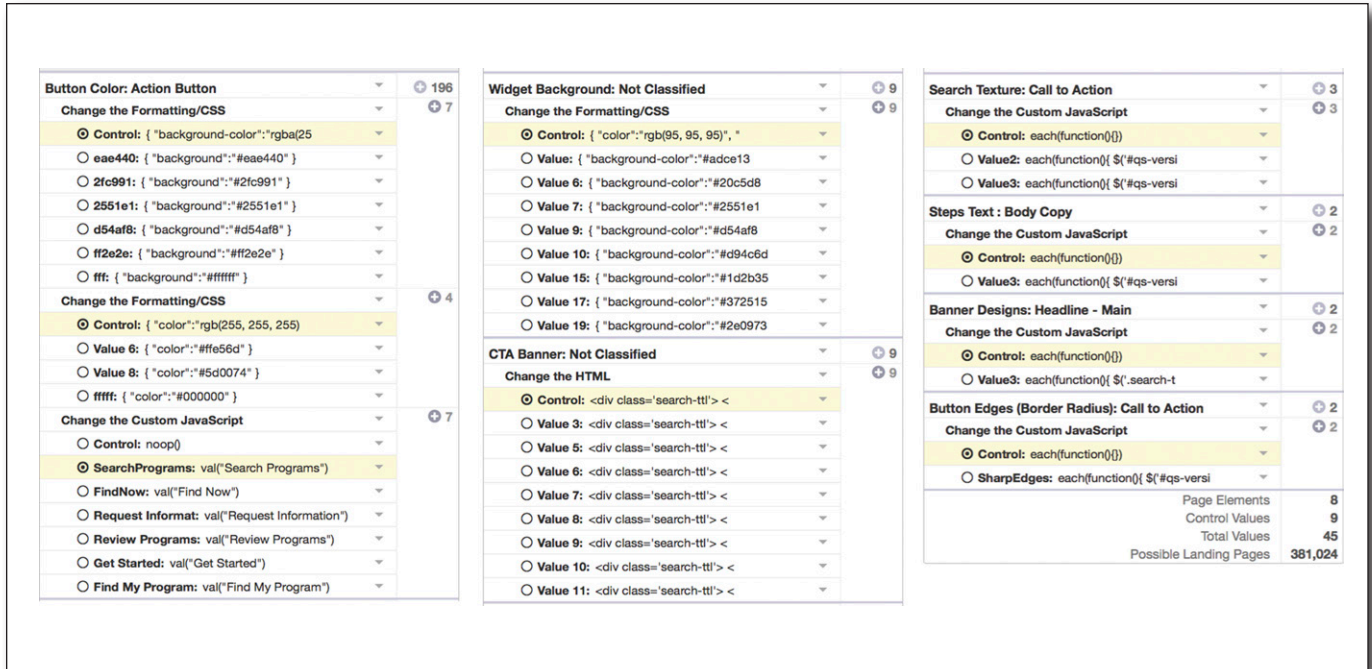 Button Color: Action Button 196
Change the Formatting/CSS 7
Control: { "background-color":"rgba(25
eae440: { "background":"#eae440" }
2fc991: { "background":"#2fc991" }
2551e1: { "background":"#2551e1" }
d54af8: { "background":"#d54af8" }
ff2e2e: { "background":"#ff2e2e" }
fff: { "background":"#ffffff" }
Change the Formatting/CSS 4
Control: { "color":"rgb(255, 255, 255)
Value 6: { "color":"#ffe56d" }
Value 8: { "color":"#5d0074" }
fffff: { "color":"#000000" }
Change the Custom JavaScript 7
Control: noop()
SearchPrograms: val("Search Programs")
FindNow: val("Find Now")
Request Informat: val("Request Information")
Review Programs: val("Review Programs")
Get Started: val("Get Started")
Find My Program: val("Find My Program")
Widget Background: Not Classified 9
Change the Formatting/CSS 9
Control: { "color":"rgb(95, 95, 95)", "
Value: { "background-color":"#adce13
Value 6: { "background-color":"#20c5d8
Value 7: { "background-color":"#2551e1
Value 9: { "background-color":"#d54af8
Value 10: { "background-color":"#d94c6d
Value 15: { "background-color":"#1d2b35
Value 17: { "background-color":"#372515
Value 19: { "background-color":"#2e0973
CTA Banner: Not Classified 9
Change the HTML 9
Control: <div class='search-ttl'> <
Value 3: <div class='search-ttl'> <
Value 5: <div class='search-ttl'> <
Value 6: <div class='search-ttl'> <
Value 7: <div class='search-ttl'> <
Value 8: <div class='search-ttl'> <
Value 9: <div class='search-ttl'> <
Value 10: <div class='search-ttl'> <
Value 11: <div class='search-ttl'> <
Search Texture: Call to Action 3
Change the Custom JavaScript 3
Control: each(function(){})
Value2: each(function(){ $('#qs-versi
Value3: each(function(){ $('#qs-versi
Steps Text : Body Copy 2
Change the Custom JavaScript 2
Control: each(function(){})
Value3: each(function(){ $('#qs-versi
Banner Designs: Headline - Main 2
Change the Custom JavaScript 2
Control: each(function(){})
Value3: each(function(){ $('.search-t
Button Edges (Border Radius): Call to Action 2
Change the Custom JavaScript 2
Control: each(function(){})
SharpEdges: each(function(){ $('#qs-versi
Page Elements 8
Control Values 9
Total Values 45
Possible Landing Pages 381,024